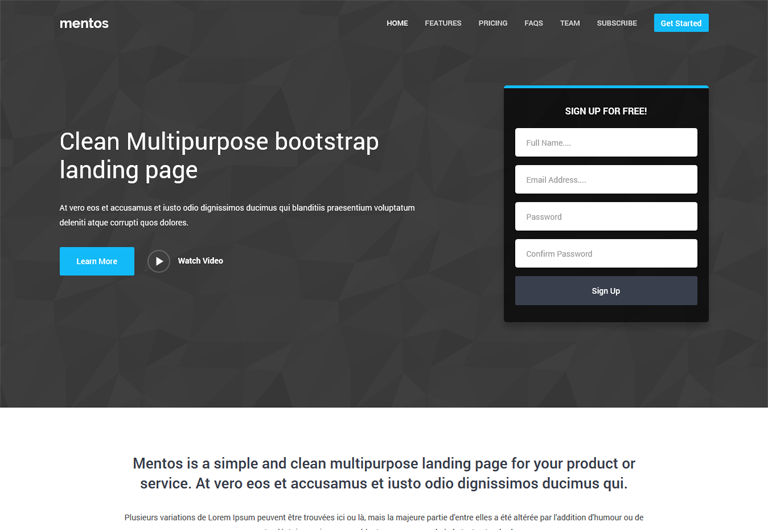 mentos
HOME FEATURES PRICING FAQS TEAM SUBSCRIBE Get Started
Clean Multipurpose bootstrap
landing page
At vero eos et accusamus et iusto odio dignissimos ducimus qui blanditiis praesentium voluptatum
deleniti atque corrupti quos dolores.
Learn More
Watch Video
SIGN UP FOR FREE!
Full Name....
Email Address....
Password
Confirm Password
Sign Up
Mentos is a simple and clean multipurpose landing page for your product or
service. At vero eos et accusamus et iusto odio dignissimos ducimus qui.
Plusieurs variations de Lorem Ipsum peuvent être trouvées ici ou là, mais la majeure partie d'entre elles a été altérée par l'addition d'humour ou de